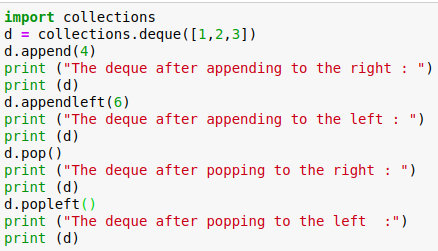 import collections
d = collections.deque([1,2,3])
d.append(4)
print ("The deque after appending to the right : ")
print (d)
d.appendleft(6)
print ("The deque after appending to the left : ")
print (d)
d.pop()
print ("The deque after popping to the right : ")
print (d)
d.popleft()
print ("The deque after popping to the left  :")
print (d)